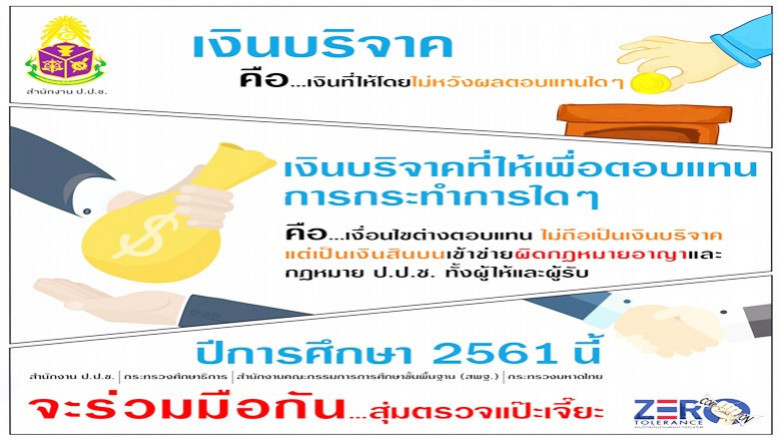 สำนักงาน ป.ป.ช.
เงินบริจาค
คือ...เงินที่ให้โดยไม่หวังผลตอบแทนใดๆ
เงินบริจาคที่ให้เพื่อตอบแทน
การกระทำการใดๆ
คือ...เงื่อนไขต่างตอบแทน ไม่ถือเป็นเงินบริจาค
แต่เป็นเงินสินบนเข้าข่ายผิดกฎหมายอาญาและ
กฎหมาย ป.ป.ช. ทั้งผู้ให้และผู้รับ
ปีการศึกษา 2561 นี้
สำนักงาน ป.ป.ช. | กระทรวงศึกษาธิการ | สำนักงานคณะกรรมการการศึกษาขั้นพื้นฐาน (สพฐ.) | กระทรวงมหาดไทย
จะร่วมมือกัน...สุ่มตรวจแป๊ะเจี๊ยะ
ZERO
TOLERANCE
CORRUPTION